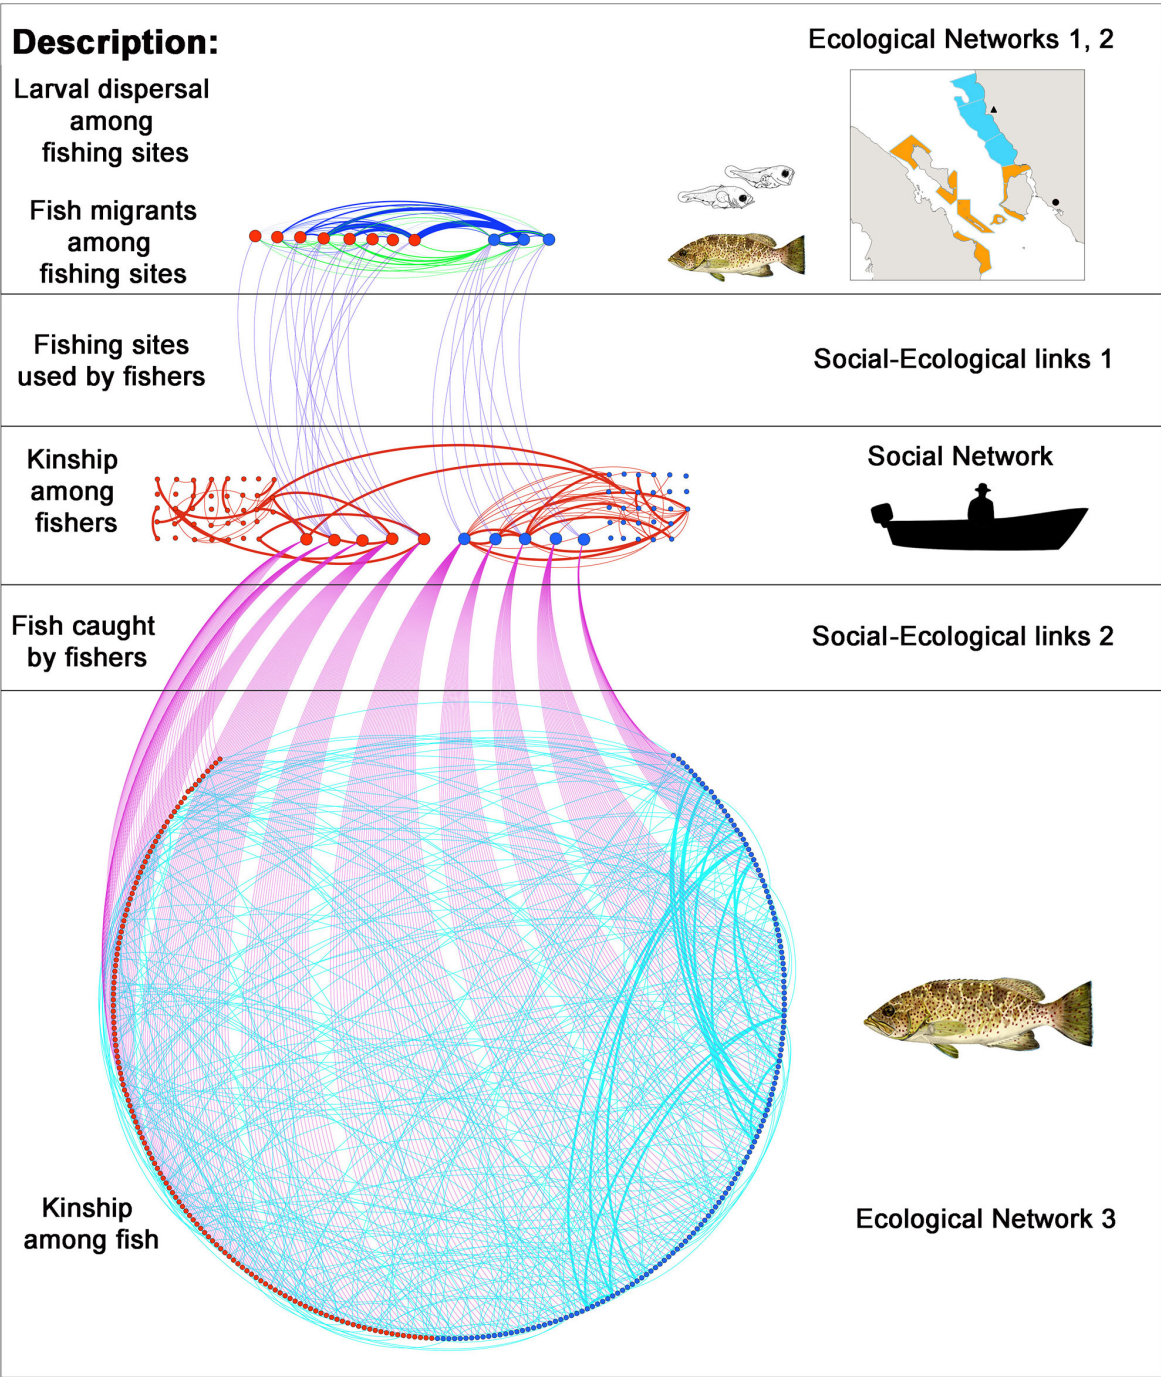 Description:
Ecological Networks 1, 2
Larval dispersal
among
fishing sites
Fish migrants
among
fishing sites
Fishing sites
used by fishers
Social-Ecological links 1
Kinship
among
fishers
Social Network
Fish caught
by fishers
Social-Ecological links 2
Kinship
among fish
Ecological Network 3